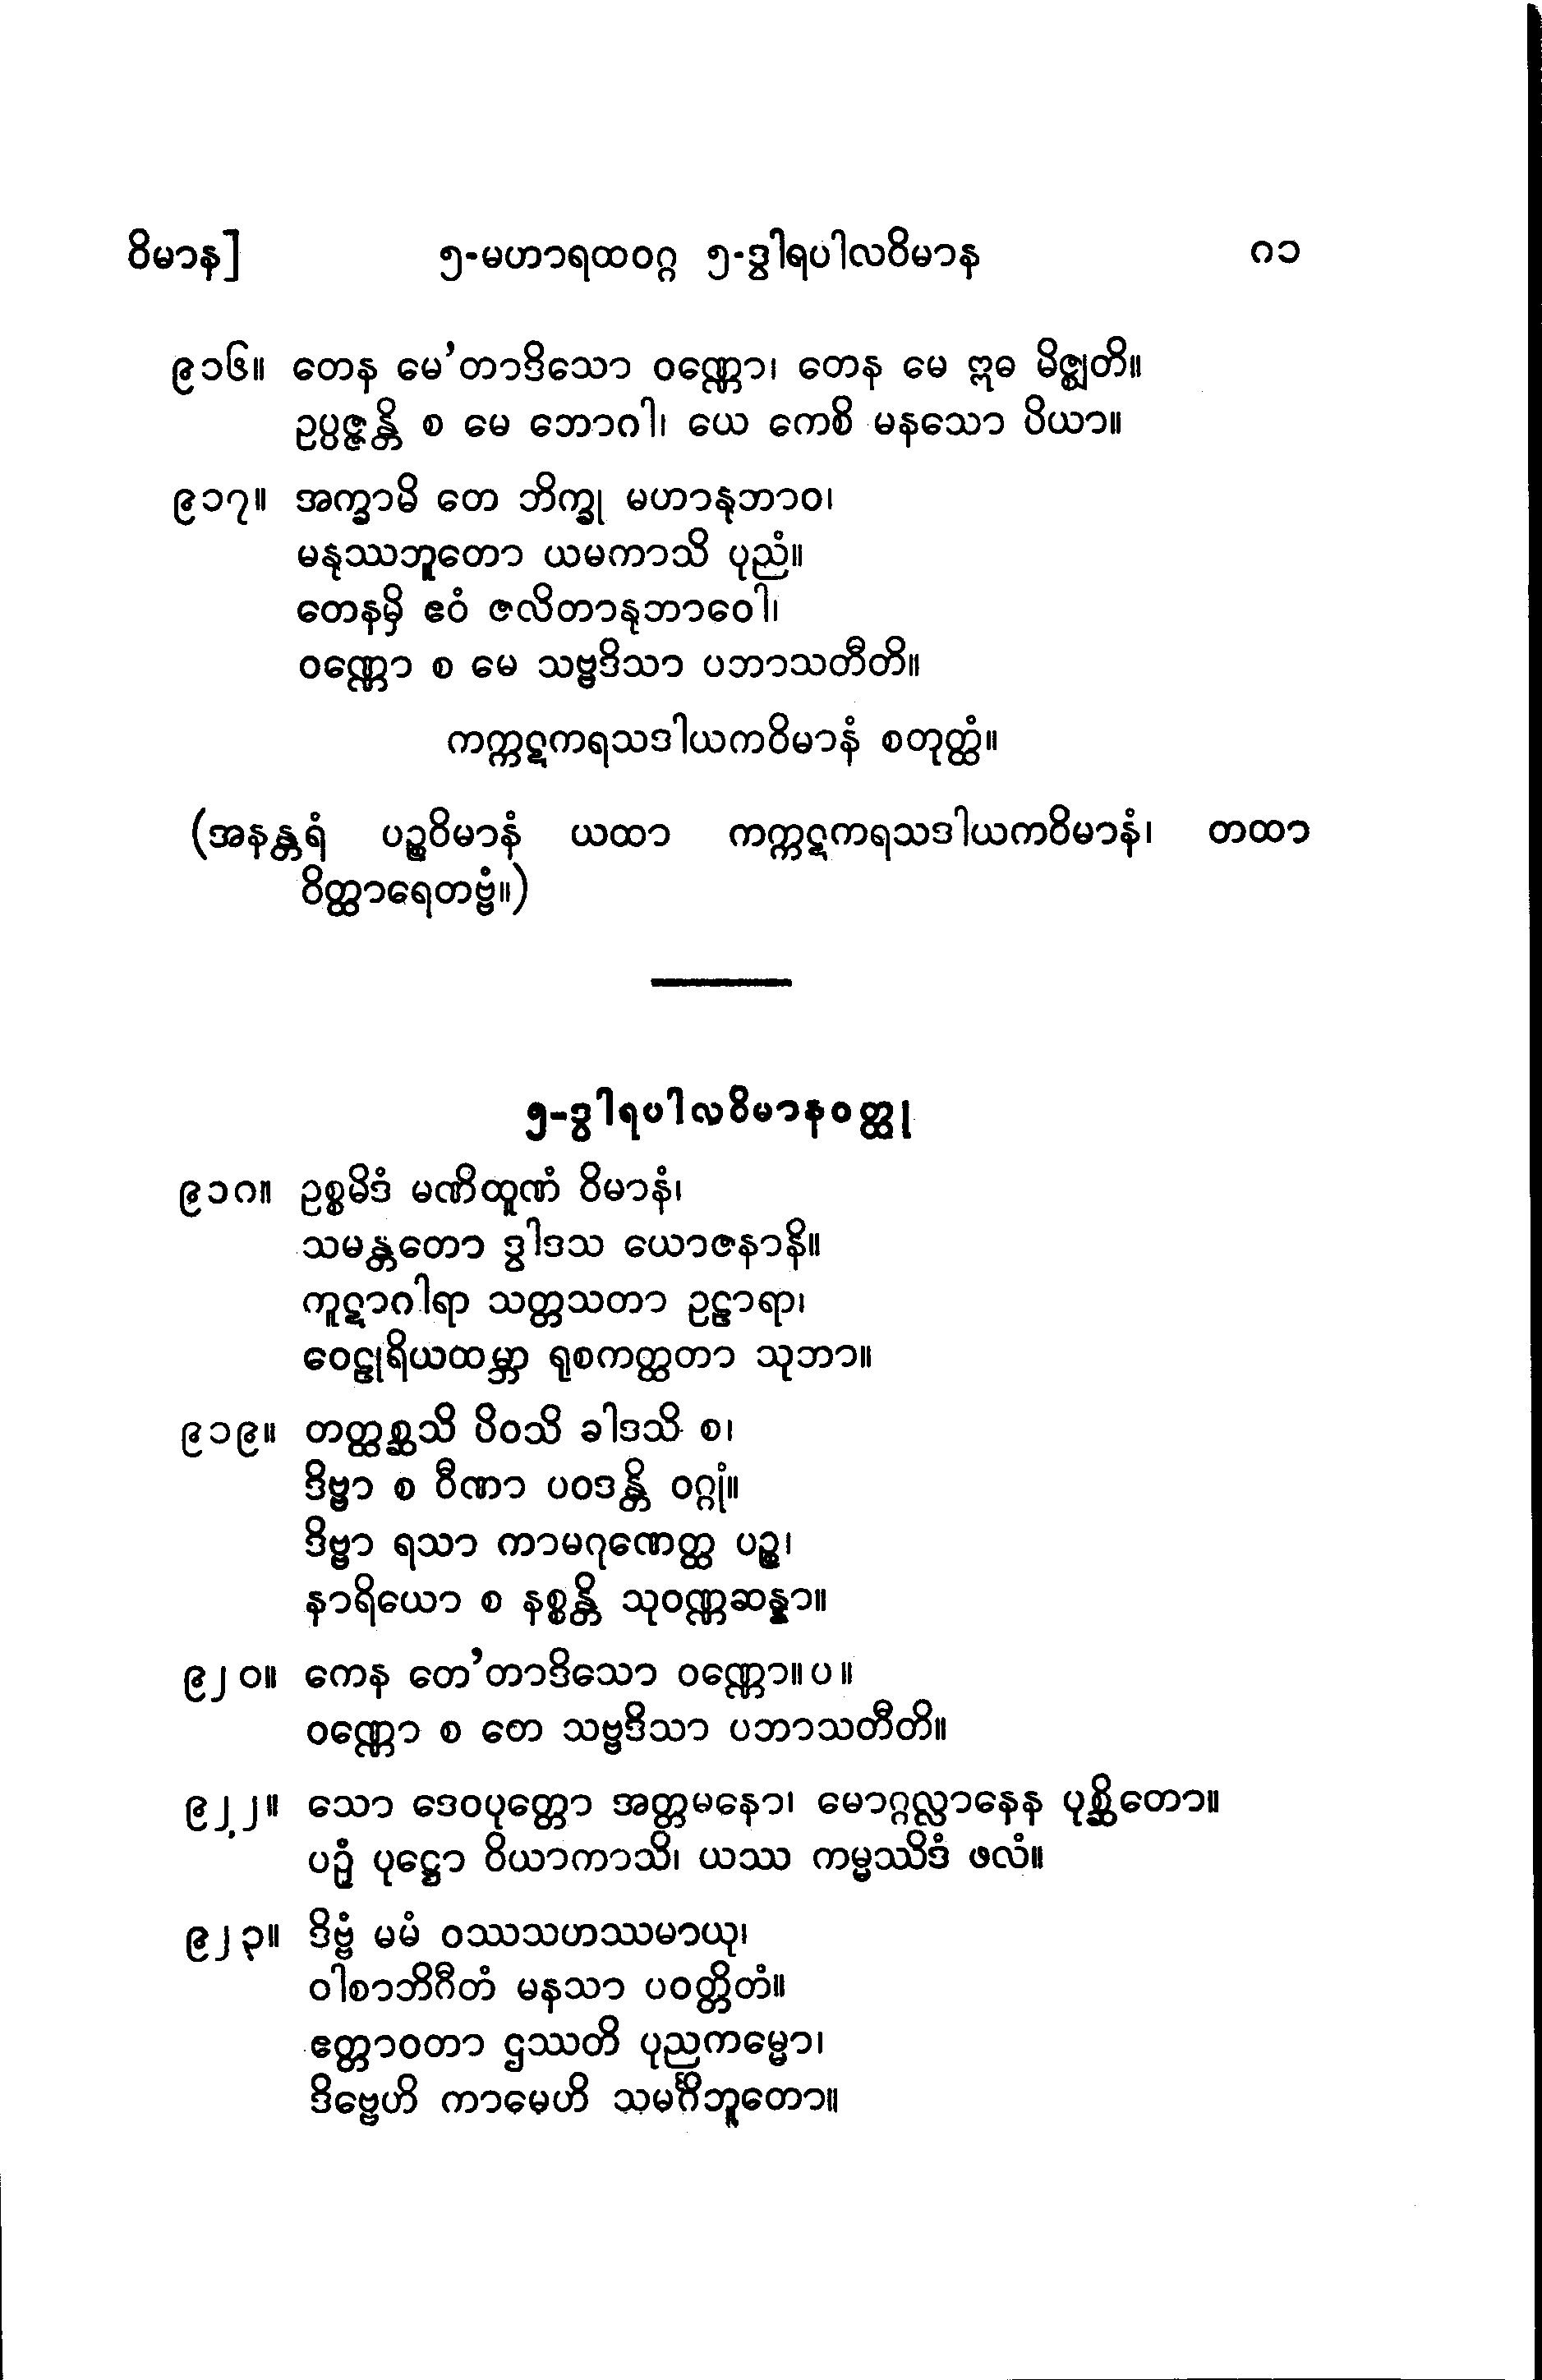 ဝိမာန] ၅-မဟာရထဝဂ္ဂ ၅-ဒွါရပါလဝိမာန ၈၁
၉၁၆။ တေန မေ’တာဒိသော ဝဏ္ဏော၊ တေန မေ ဣဓ မိဇ္ဈတိ။
ဥပ္ပဇ္ဇန္တိ စ မေ ဘောဂါ၊ ယေ ကေစိ မနသော ပိယာ။
၉၁၇။ အက္ခာမိ တေ ဘိက္ခု မဟာနုဘာဝ၊
မနုဿဘူတော ယမကာသိ ပုညံ။
တေနမှိ ဧဝံ ဇလိတာနုဘာဝေါ၊
ဝဏ္ဏော စ မေ သဗ္ဗဒိသာ ပဘာသတီတိ။
ကက္ကဋကရသဒါယကဝိမာနံ စတုတ္ထံ။
(အနန္တရံ ပဉ္စဝိမာနံ ယထာ ကက္ကဋကရသဒါယကဝိမာနံ၊ တထာ
ဝိတ္ထာရေတဗ္ဗံ။)
၅-ဒွါရပါလဝိမာနဝတ္ထု
၉၁၈။ ဥစ္စမိဒံ မဏိထူဏံ ဝိမာနံ၊
သမန္တတော ဒွါဒသ ယောဇနာနိ။
ကူဋာဂါရာ သတ္တသတာ ဥဠာရာ၊
ဝေဠုရိယထမ္ဘာ ရုစကတ္ထတာ သုဘာ။
၉၁၉။ တတ္ထစ္ဆသိ ပိဝသိ ခါဒသိ စ၊
ဒိဗ္ဗာ စ ဝီဏာ ပဝဒန္တိ ဝဂ္ဂုံ။
ဒိဗ္ဗာ ရသာ ကာမဂုဏေတ္ထ ပဉ္စ၊
နာရိယော စ နစ္စန္တိ သုဝဏ္ဏဆန္နာ။
၉၂၀။ ကေန တေ’တာဒိသော ဝဏ္ဏော။ပ။
ဝဏ္ဏော စ တေ သဗ္ဗဒိသာ ပဘာသတီတိ။
၉၂၂။ သော ဒေဝပုတ္တော အတ္တမနော၊ မောဂ္ဂလ္လာနေန ပုစ္ဆိတော။
ပဉှံ ပုဋ္ဌော ဝိယာကာသိ၊ ယဿ ကမ္မဿိဒံ ဖလံ။
၉၂၃။ ဒိဗ္ဗံ မမံ ဝဿသဟဿမာယု၊
ဝါစာဘိဂီတံ မနသာ ပဝတ္တိတံ။
ဧတ္တာဝတာ ဌဿတိ ပုညကမ္မော၊
ဒိဗ္ဗေဟိ ကာမေဟိ သမင်္ဂိဘူတော။